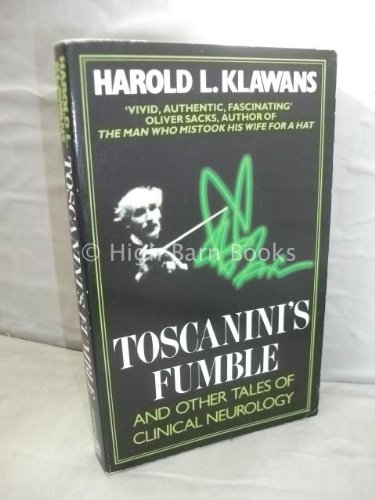 HAROLD L. KLAWANS
'VIVID, AUTHENTIC, FASCINATING'
OLIVER SACKS, AUTHOR OF
THE MAN WHO MISTOOK HIS WIFE FOR A HAT
© High Barn Books
TOSCANINI'S
FUMBLE
AND OTHER TALES OF
CLINICAL NEUROLOGY
HAROLD L.
KLAWANS
TOSCANINI'S FUMBLE